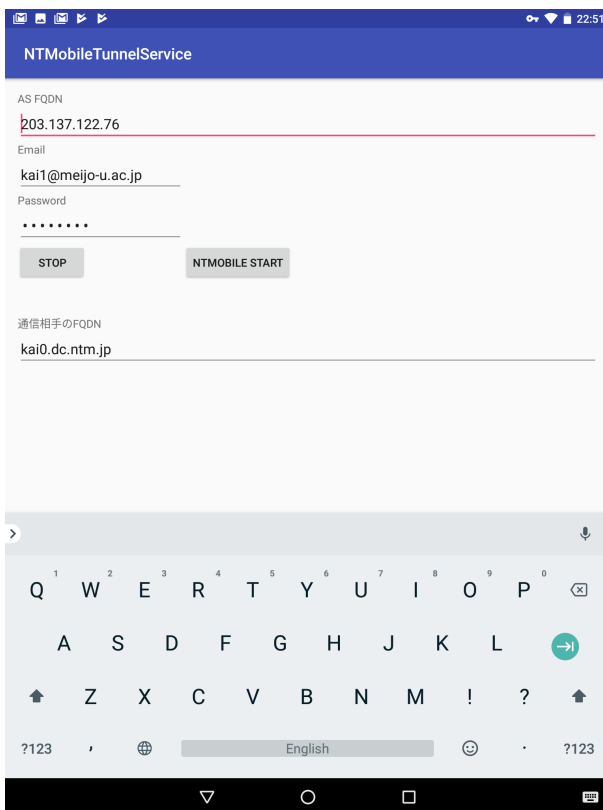 22:51
NTMobileTunnelService
AS FQDN
203.137.122.76
Email
kai1@meijo-u.ac.jp
Password
••••••••
STOP NTMOBILE START
通信相手のFQDN
kai0.dc.ntm.jp
1 2 3 4 5 6 7 8 9 0
Q W E R T Y U I O P
A S D F G H J K L
Z X C V B N M ! ?
?123 , English . ?123